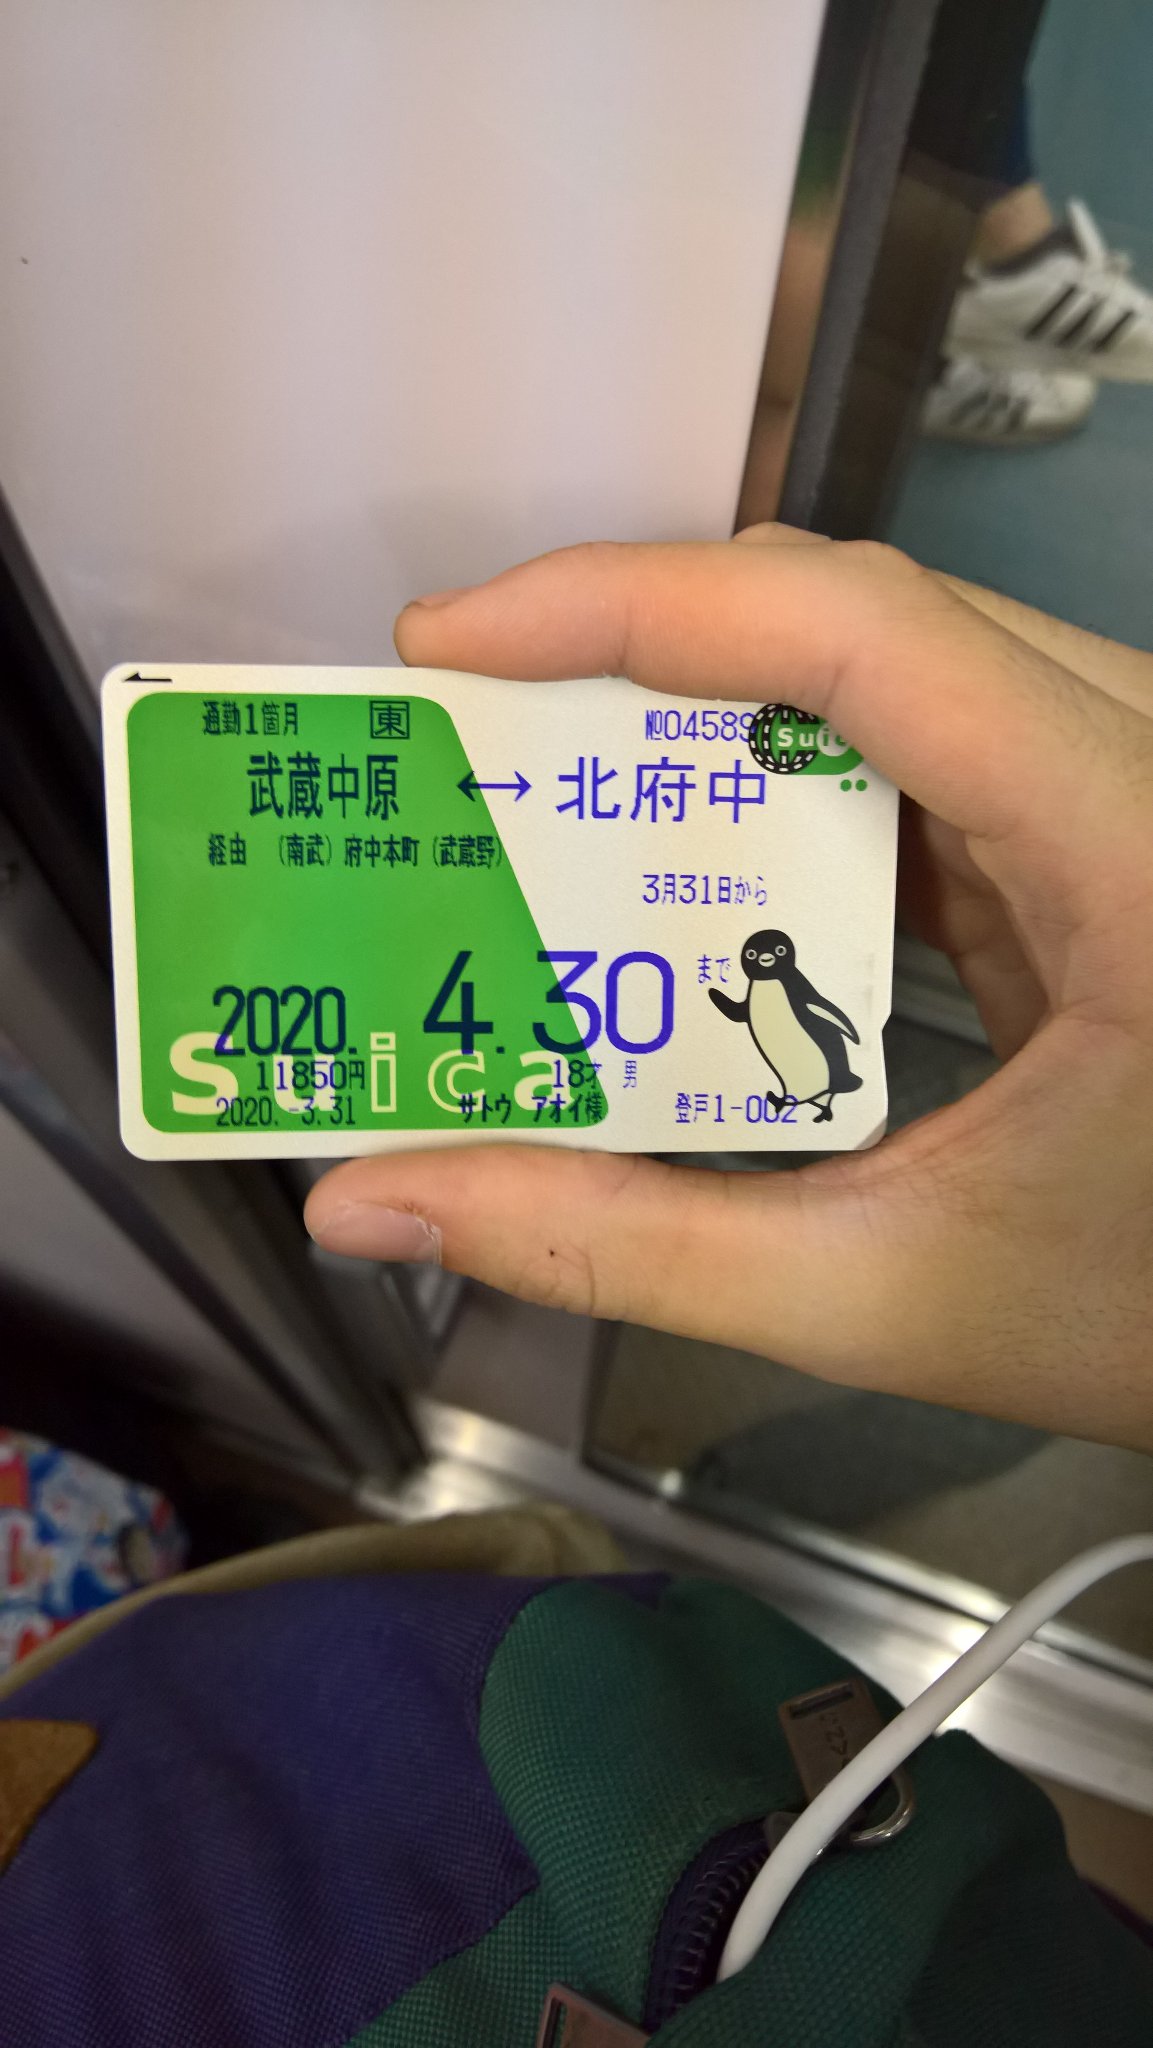 通勤1箇月 東 №04589
Suic
武蔵中原 ↔ 北府中
経由 (南武) 府中本町 (武蔵野)
3月31日から
2020. 4.30 まで
Suica
11850円 18才 男
2020.-3.31 サトウ アオイ様 登戸1-002